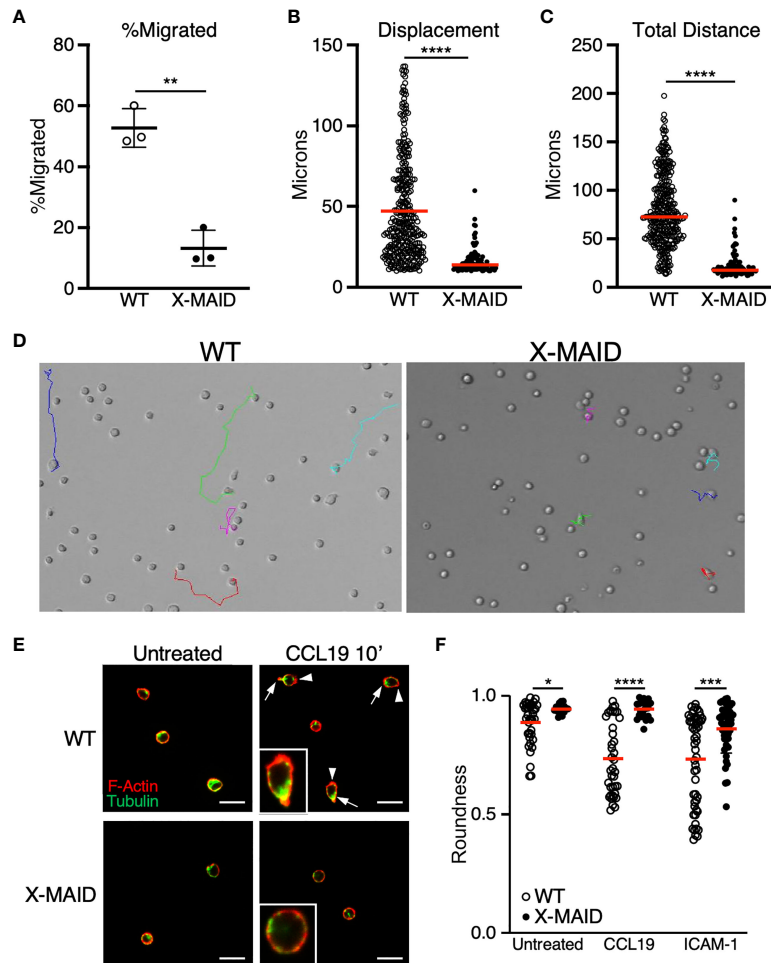 A
%Migrated
80
60
40
20
0
%Migrated
**
WT
X-MAID
B
Displacement
150
100
50
0
Microns
****
WT
X-MAID
C
Total Distance
250
200
150
100
50
0
Microns
****
WT
X-MAID
D
WT
X-MAID
E
Untreated
CCL19 10’
WT
F-Actin
Tubulin
X-MAID
F
Roundness
1.0
0.5
0.0
*
****
***
WT
X-MAID
Untreated
CCL19
ICAM-1